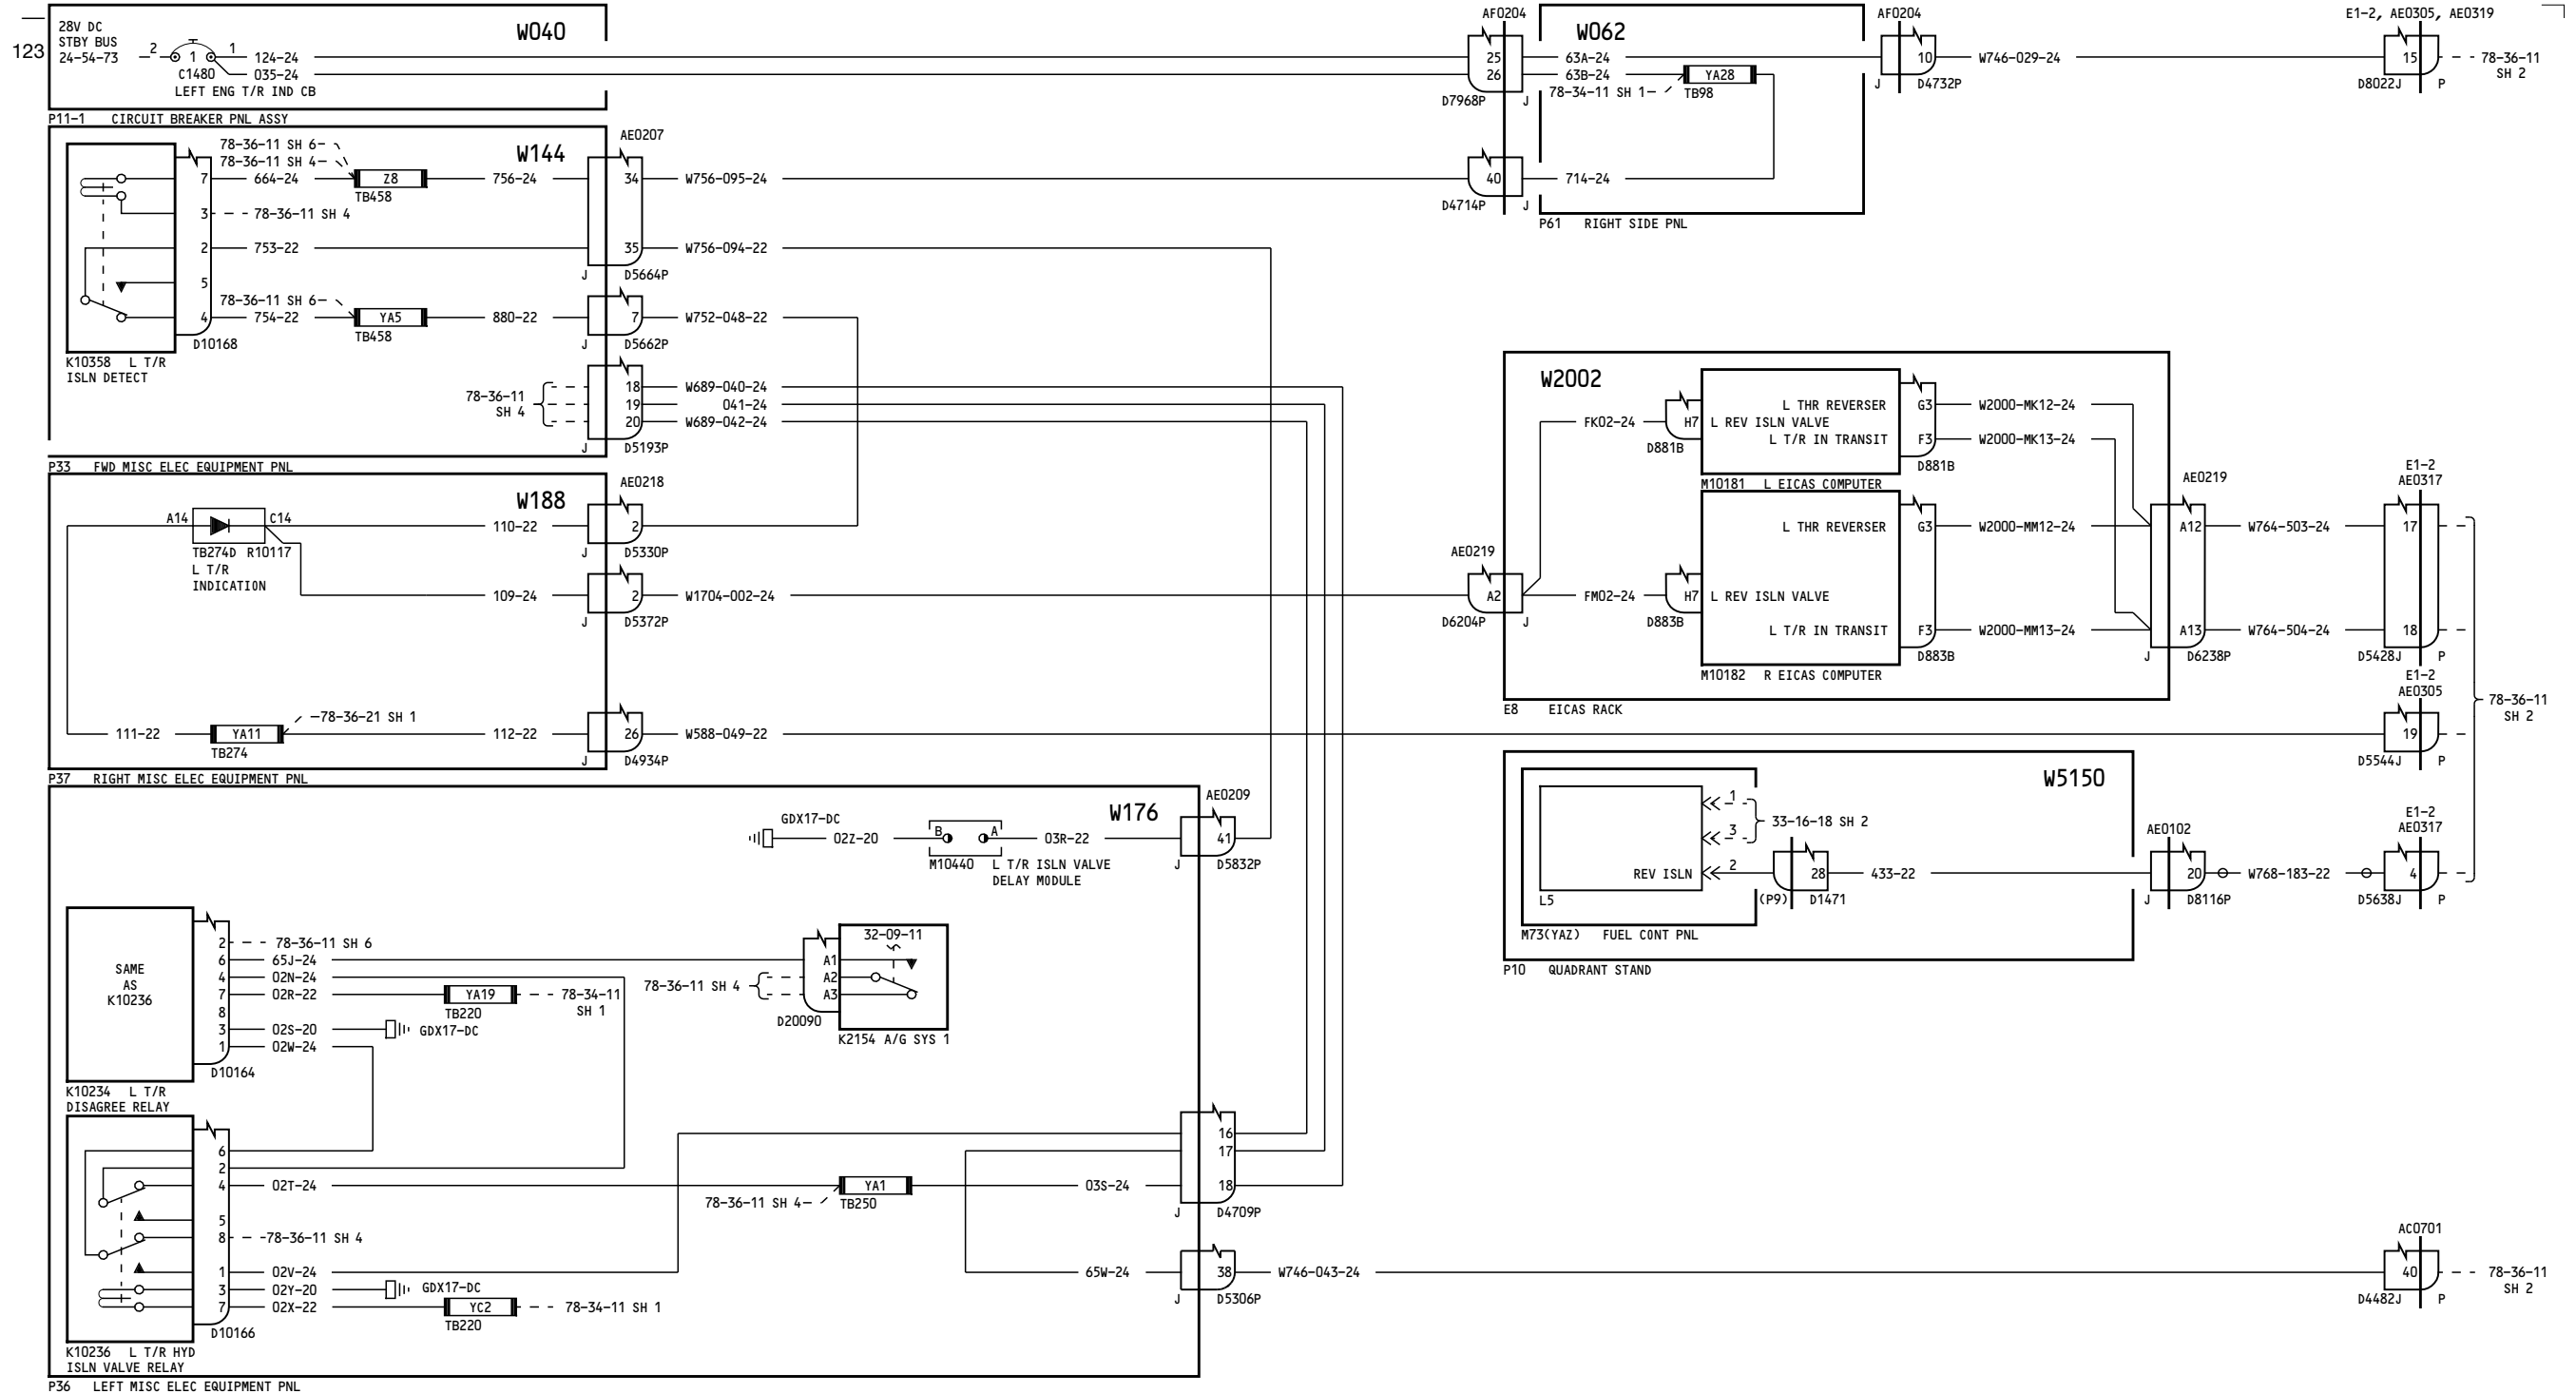 123
28V DC
STBY BUS
24-54-73
2
1
1
C1480
LEFT ENG T/R IND CB
124-24
035-24
W040
P11-1 CIRCUIT BREAKER PNL ASSY
AF0204
25
26
D7968P
J
W062
63A-24
63B-24
78-34-11 SH 1
YA28
TB98
40
D4714P
J
714-24
P61 RIGHT SIDE PNL
AF0204
10
J
D4732P
W746-029-24
E1-2, AE0305, AE0319
15
D8022J
P
78-36-11
SH 2
78-36-11 SH 6
78-36-11 SH 4
W144
AE0207
7
664-24
Z8
TB458
756-24
34
W756-095-24
3
78-36-11 SH 4
2
753-22
35
W756-094-22
J
D5664P
5
78-36-11 SH 6
4
754-22
YA5
TB458
880-22
7
W752-048-22
D10168
J
D5662P
K10358 L T/R
ISLN DETECT
78-36-11
SH 4
18
19
20
W689-040-24
041-24
W689-042-24
J
D5193P
P33 FWD MISC ELEC EQUIPMENT PNL
W188
AE0218
A14
C14
TB274D R10117
L T/R
INDICATION
110-22
2
J
D5330P
109-24
2
W1704-002-24
J
D5372P
111-22
YA11
TB274
78-36-21 SH 1
112-22
26
W588-049-22
J
D4934P
P37 RIGHT MISC ELEC EQUIPMENT PNL
W2002
AE0219
A2
D6204P
J
FK02-24
H7
D881B
L THR REVERSER
L REV ISLN VALVE
L T/R IN TRANSIT
G3
F3
D881B
W2000-MK12-24
W2000-MK13-24
M10181 L EICAS COMPUTER
FM02-24
H7
D883B
L THR REVERSER
L REV ISLN VALVE
L T/R IN TRANSIT
G3
F3
D883B
W2000-MM12-24
W2000-MM13-24
M10182 R EICAS COMPUTER
E8 EICAS RACK
AE0219
A12
A13
J
D6238P
W764-503-24
W764-504-24
E1-2
AE0317
17
18
D5428J
P
E1-2
AE0305
19
D5544J
P
78-36-11
SH 2
W5150
1
3
33-16-18 SH 2
REV ISLN
2
L5
(P9)
28
D1471
433-22
M73(YAZ) FUEL CONT PNL
P10 QUADRANT STAND
AE0102
20
J
D8116P
W768-183-22
E1-2
AE0317
4
D5638J
P
W176
AE0209
GDX17-DC
02Z-20
B
A
M10440 L T/R ISLN VALVE
DELAY MODULE
03R-22
41
J
D5832P
SAME
AS
K10236
2
6
4
7
8
3
1
78-36-11 SH 6
65J-24
02N-24
02R-22
YA19
TB220
78-34-11
SH 1
02S-20
GDX17-DC
02W-24
D10164
K10234 L T/R
DISAGREE RELAY
78-36-11 SH 4
A1
A2
A3
D20090
32-09-11
K2154 A/G SYS 1
6
2
4
5
8
1
3
7
02T-24
78-36-11 SH 4
YA1
TB250
03S-24
16
17
18
J
D4709P
78-36-11 SH 4
02V-24
02Y-20
GDX17-DC
02X-22
YC2
TB220
78-34-11 SH 1
D10166
K10236 L T/R HYD
ISLN VALVE RELAY
65W-24
38
J
D5306P
W746-043-24
AC0701
40
D4482J
P
78-36-11
SH 2
P36 LEFT MISC ELEC EQUIPMENT PNL